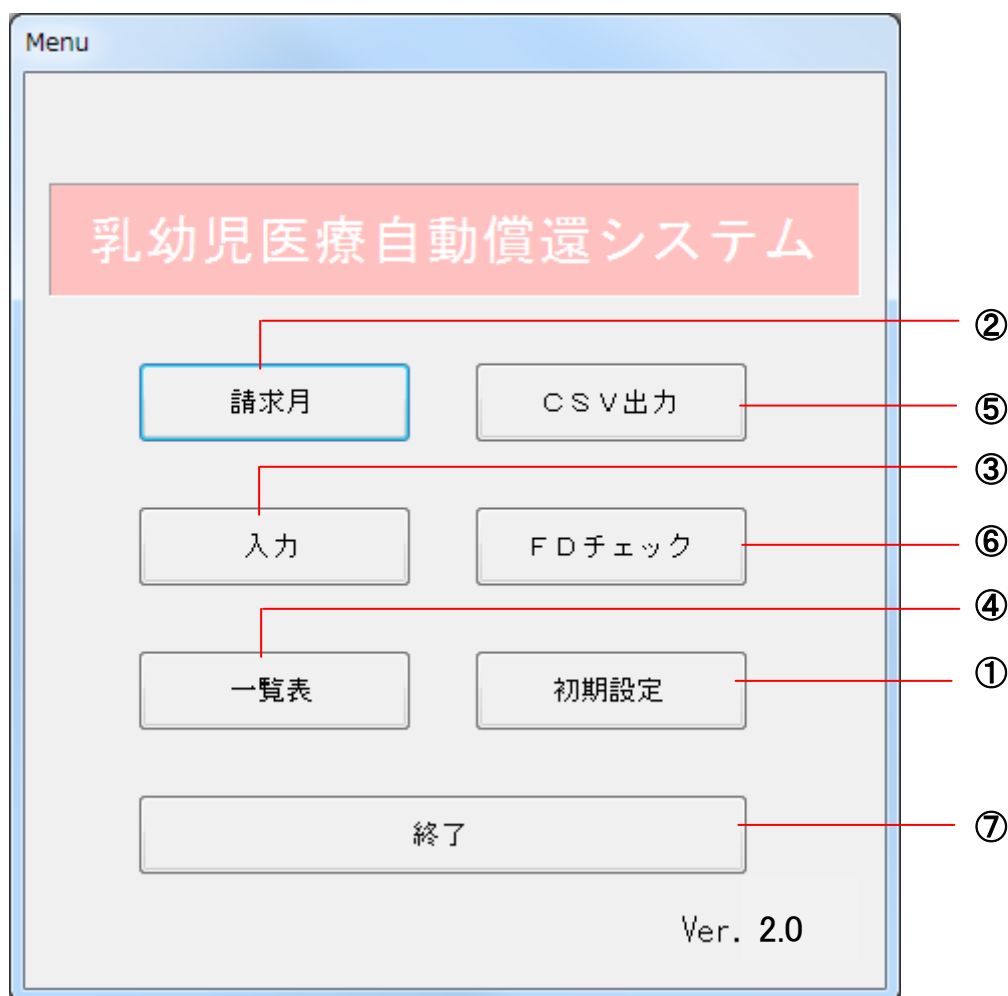 Menu
乳幼児医療自動償還システム
②
請求月
ＣＳＶ出力
⑤
③
入力
ＦＤチェック
⑥
④
一覧表
初期設定
①
終了
⑦
Ver. 2.0